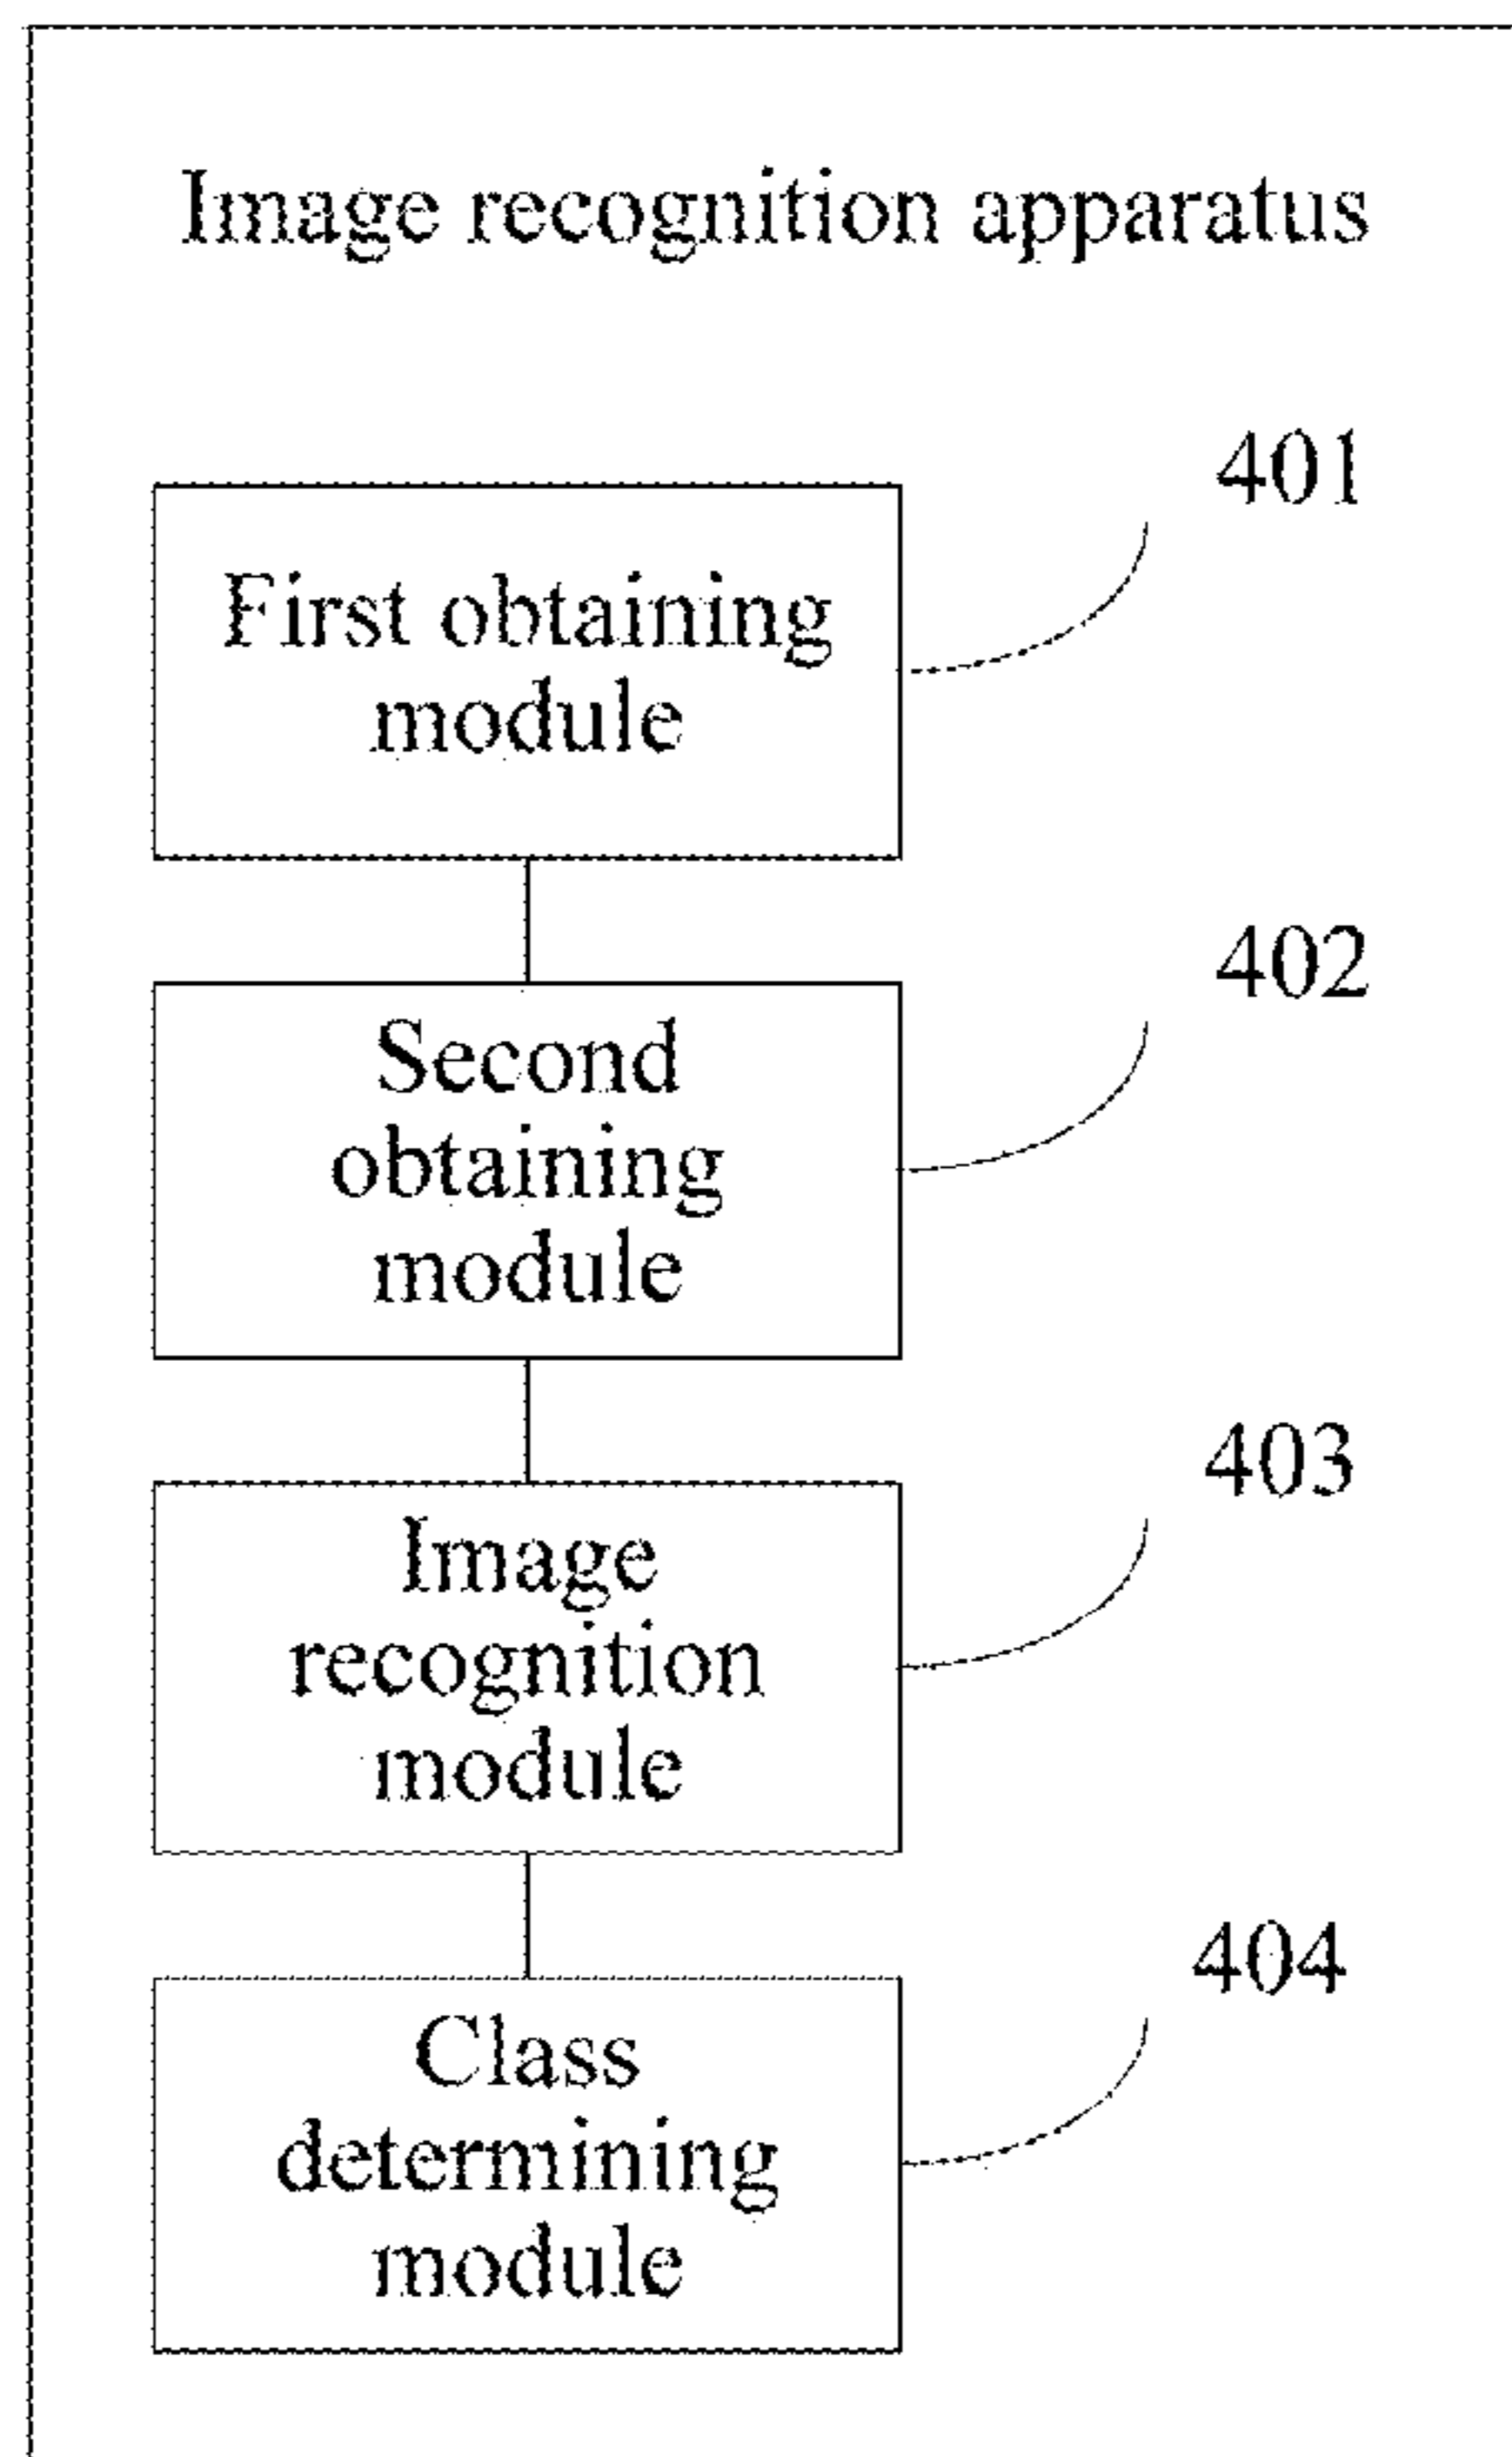 Image recognition apparatus
401
First obtaining
module
402
Second
obtaining
module
403
Image
recognition
module
404
Class
determining
module